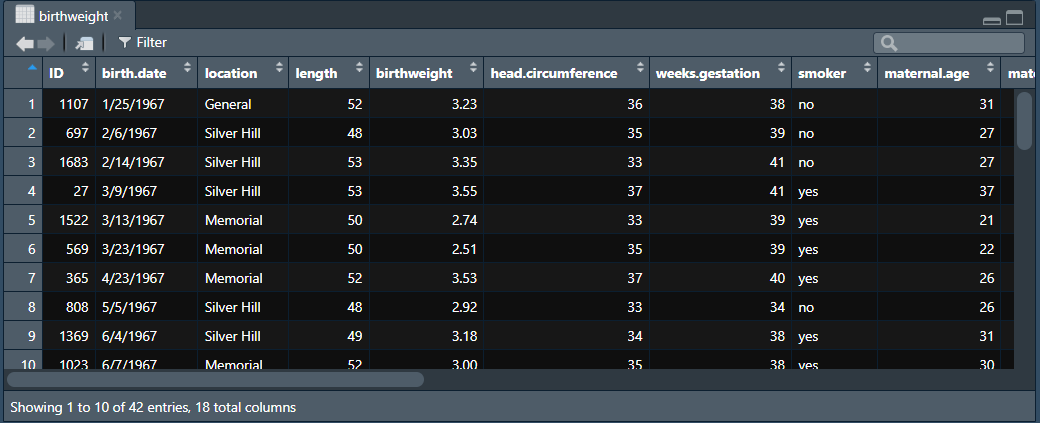 birthweight
Filter
ID birth.date location length birthweight head.circumference weeks.gestation smoker maternal.age mate
1 1107 1/25/1967 General 52 3.23 36 38 no 31
2 697 2/6/1967 Silver Hill 48 3.03 35 39 no 27
3 1683 2/14/1967 Silver Hill 53 3.35 33 41 no 27
4 27 3/9/1967 Silver Hill 53 3.55 37 41 yes 37
5 1522 3/13/1967 Memorial 50 2.74 33 39 yes 21
6 569 3/23/1967 Memorial 50 2.51 35 39 yes 22
7 365 4/23/1967 Memorial 52 3.53 37 40 yes 26
8 808 5/5/1967 Silver Hill 48 2.92 33 34 no 26
9 1369 6/4/1967 Silver Hill 49 3.18 34 38 yes 31
10 1023 6/7/1967 Memorial 52 3.00 35 38 yes 30
Showing 1 to 10 of 42 entries, 18 total columns